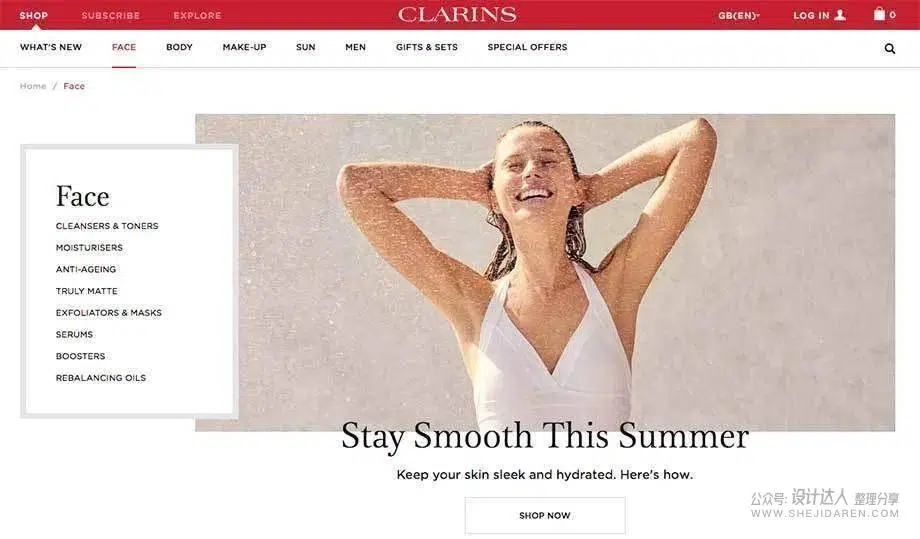 SHOP SUBSCRIBE EXPLORE CLARINS GB(EN) LOG IN 0
WHAT'S NEW FACE BODY MAKE-UP SUN MEN GIFTS & SETS SPECIAL OFFERS
Home / Face
Face
CLEANSERS & TONERS
MOISTURISERS
ANTI-AGEING
TRULY MATTE
EXFOLIATORS & MASKS
SERUMS
BOOSTERS
REBALANCING OILS
Stay Smooth This Summer
Keep your skin sleek and hydrated. Here's how.
SHOP NOW
公众号: 设计达人 整理分享
WWW.SHEJIDAREN.COM